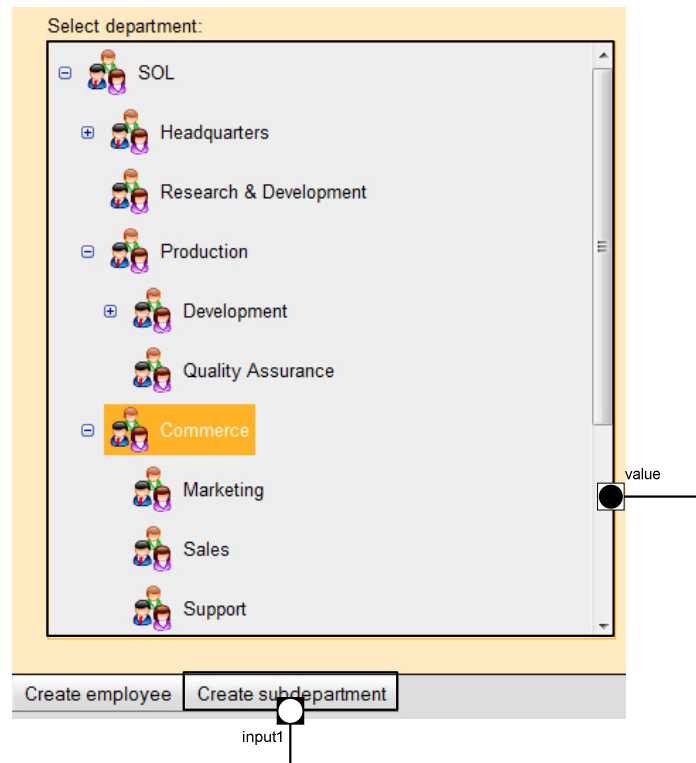 Select department:
SOL
Headquarters
Research & Development
Production
Development
Quality Assurance
Commerce
Marketing
value
Sales
Support
Create employee Create subdepartment
input1